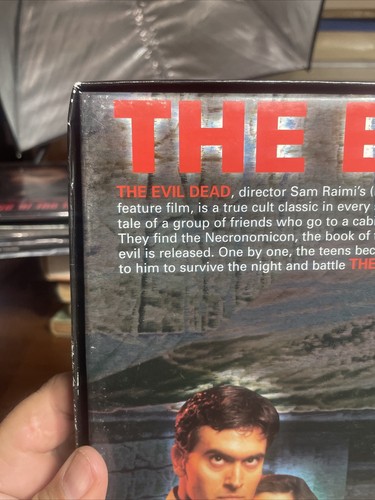 THE E
THE EVIL DEAD, director Sam Raimi's (
feature film, is a true cult classic in every
tale of a group of friends who go to a cabi
They find the Necronomicon, the book of
evil is released. One by one, the teens bec
to him to survive the night and battle THE